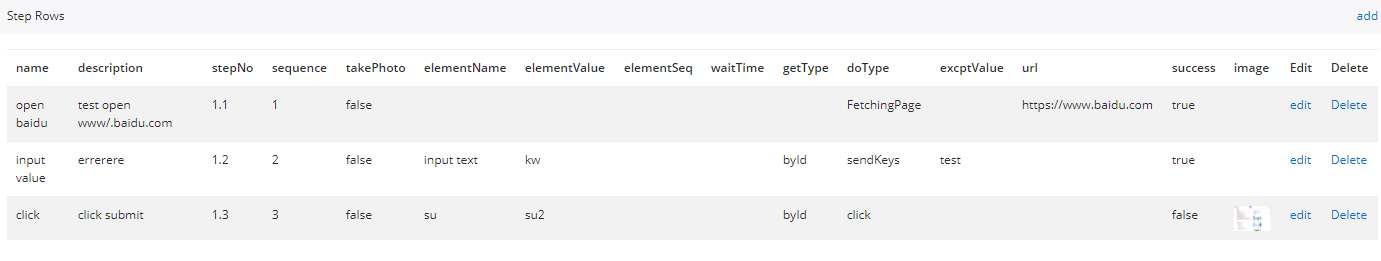 Step Rows add
name description stepNo sequence takePhoto elementName elementValue elementSeq waitTime getType doType excptValue url success image Edit Delete
open test open 1.1 1 false FetchingPage https://www.baidu.com true edit Delete
baidu www/.baidu.com
input errerere 1.2 2 false input text kw byId sendKeys test true edit Delete
value
click click submit 1.3 3 false su su2 byId click false edit Delete